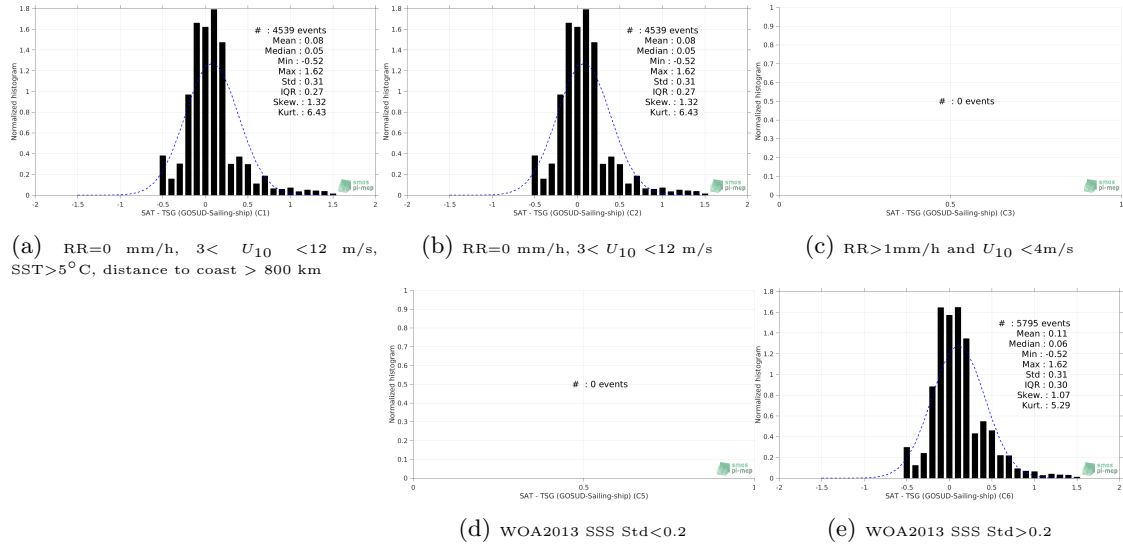 Normalized histogram
1.8
1.6
1.4
1.2
1
0.8
0.6
0.4
0.2
0
-2
-1.5
-1
-0.5
0
0.5
1
1.5
2
# : 4539 events
Mean : 0.08
Median : 0.05
Min : -0.52
Max : 1.62
Std : 0.31
IQR : 0.27
Skew. : 1.32
Kurt. : 6.43
smos
pi-mep
SAT - TSG (GOSUD-Sailing-ship) (C1)
(a) RR=0 mm/h, 3< U10 <12 m/s,
SST>5°C, distance to coast > 800 km
Normalized histogram
1.8
1.6
1.4
1.2
1
0.8
0.6
0.4
0.2
0
-2
-1.5
-1
-0.5
0
0.5
1
1.5
2
# : 4539 events
Mean : 0.08
Median : 0.05
Min : -0.52
Max : 1.62
Std : 0.31
IQR : 0.27
Skew. : 1.32
Kurt. : 6.43
smos
pi-mep
SAT - TSG (GOSUD-Sailing-ship) (C2)
(b) RR=0 mm/h, 3< U10 <12 m/s
Normalized histogram
1
0.9
0.8
0.7
0.6
0.5
0.4
0.3
0.2
0.1
0
0
0.5
1
# : 0 events
smos
pi-mep
SAT - TSG (GOSUD-Sailing-ship) (C3)
(c) RR>1mm/h and U10 <4m/s
Normalized histogram
1
0.9
0.8
0.7
0.6
0.5
0.4
0.3
0.2
0.1
0
0
0.5
1
# : 0 events
smos
pi-mep
SAT - TSG (GOSUD-Sailing-ship) (C5)
(d) WOA2013 SSS Std<0.2
Normalized histogram
1.8
1.6
1.4
1.2
1
0.8
0.6
0.4
0.2
0
-2
-1.5
-1
-0.5
0
0.5
1
1.5
2
# : 5795 events
Mean : 0.11
Median : 0.06
Min : -0.52
Max : 1.62
Std : 0.31
IQR : 0.30
Skew. : 1.07
Kurt. : 5.29
smos
pi-mep
SAT - TSG (GOSUD-Sailing-ship) (C6)
(e) WOA2013 SSS Std>0.2